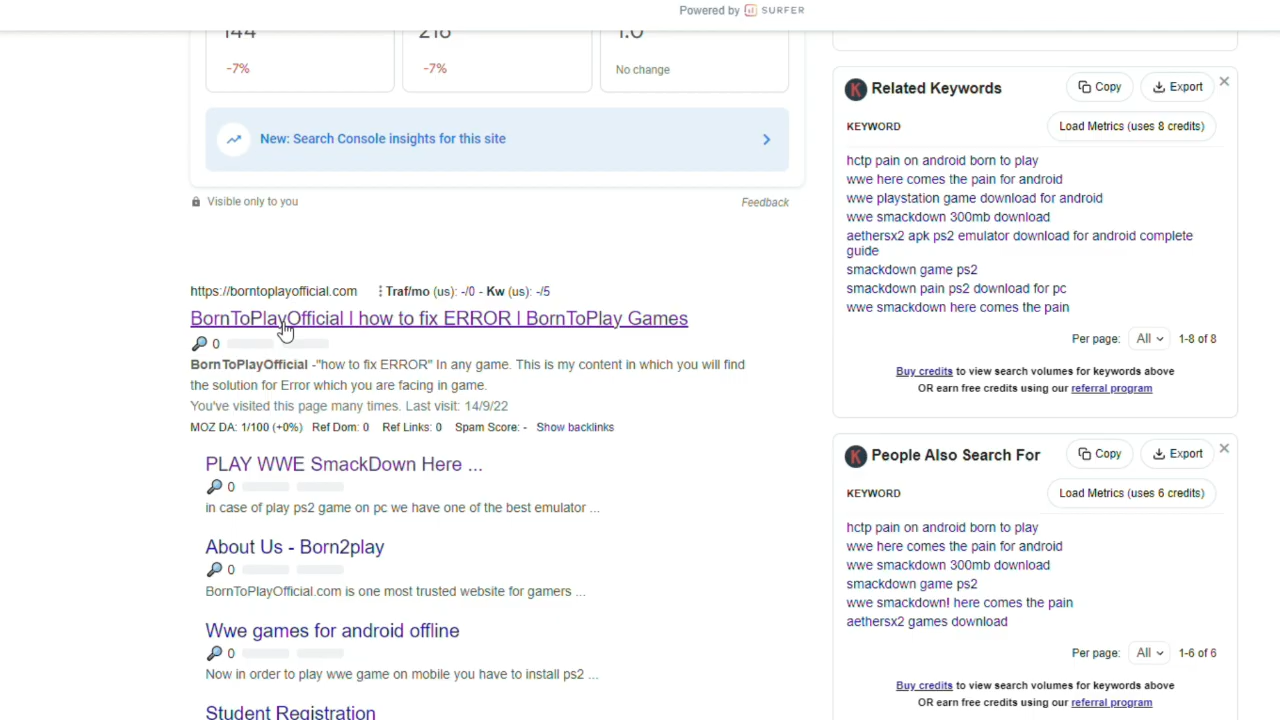 Powered by SURFER
144 218 1.0
-7% -7% No change
New: Search Console insights for this site
Visible only to you Feedback
https://borntoplayofficial.com ⋮ Traf/mo (us): -/0 - Kw (us): -/5
BornToPlayOfficial | how to fix ERROR | BornToPlay Games
0
BornToPlayOfficial -"how to fix ERROR" In any game. This is my content in which you will find
the solution for Error which you are facing in game.
You've visited this page many times. Last visit: 14/9/22
MOZ DA: 1/100 (+0%) Ref Dom: 0 Ref Links: 0 Spam Score: - Show backlinks
PLAY WWE SmackDown Here ...
0
in case of play ps2 game on pc we have one of the best emulator ...
About Us - Born2play
0
BornToPlayOfficial.com is one most trusted website for gamers ...
Wwe games for android offline
0
Now in order to play wwe game on mobile you have to install ps2 ...
Student Registration
K Related Keywords Copy Export
KEYWORD Load Metrics (uses 8 credits)
hctp pain on android born to play
wwe here comes the pain for android
wwe playstation game download for android
wwe smackdown 300mb download
aethersx2 apk ps2 emulator download for android complete
guide
smackdown game ps2
smackdown pain ps2 download for pc
wwe smackdown here comes the pain
Per page: All 1-8 of 8
Buy credits to view search volumes for keywords above
OR earn free credits using our referral program
K People Also Search For Copy Export
KEYWORD Load Metrics (uses 6 credits)
hctp pain on android born to play
wwe here comes the pain for android
wwe smackdown 300mb download
smackdown game ps2
wwe smackdown! here comes the pain
aethersx2 games download
Per page: All 1-6 of 6
Buy credits to view search volumes for keywords above
OR earn free credits using our referral program